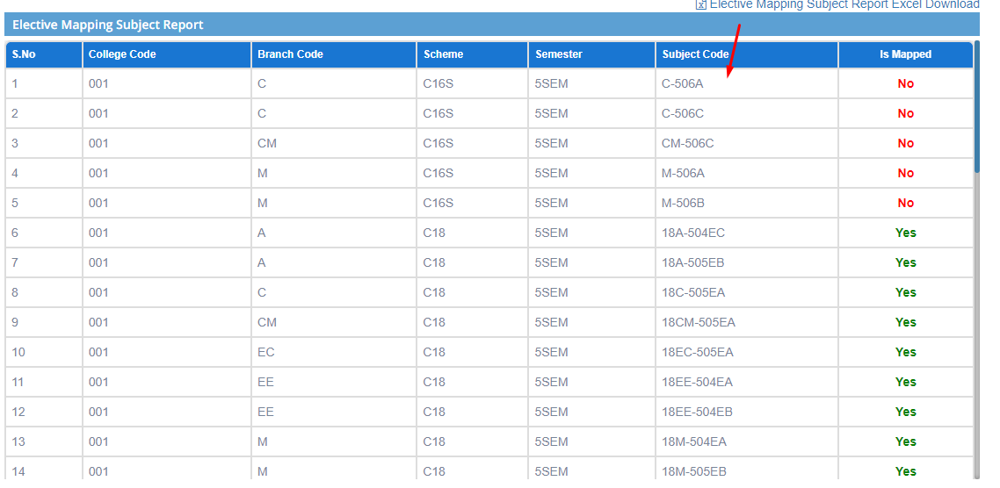 Elective Mapping Subject Report Excel Download
Elective Mapping Subject Report
S.No College Code Branch Code Scheme Semester Subject Code Is Mapped
1 001 C C16S 5SEM C-506A No
2 001 C C16S 5SEM C-506C No
3 001 CM C16S 5SEM CM-506C No
4 001 M C16S 5SEM M-506A No
5 001 M C16S 5SEM M-506B No
6 001 A C18 5SEM 18A-504EC Yes
7 001 A C18 5SEM 18A-505EB Yes
8 001 C C18 5SEM 18C-505EA Yes
9 001 CM C18 5SEM 18CM-505EA Yes
10 001 EC C18 5SEM 18EC-505EA Yes
11 001 EE C18 5SEM 18EE-504EA Yes
12 001 EE C18 5SEM 18EE-504EB Yes
13 001 M C18 5SEM 18M-504EA Yes
14 001 M C18 5SEM 18M-505EB Yes